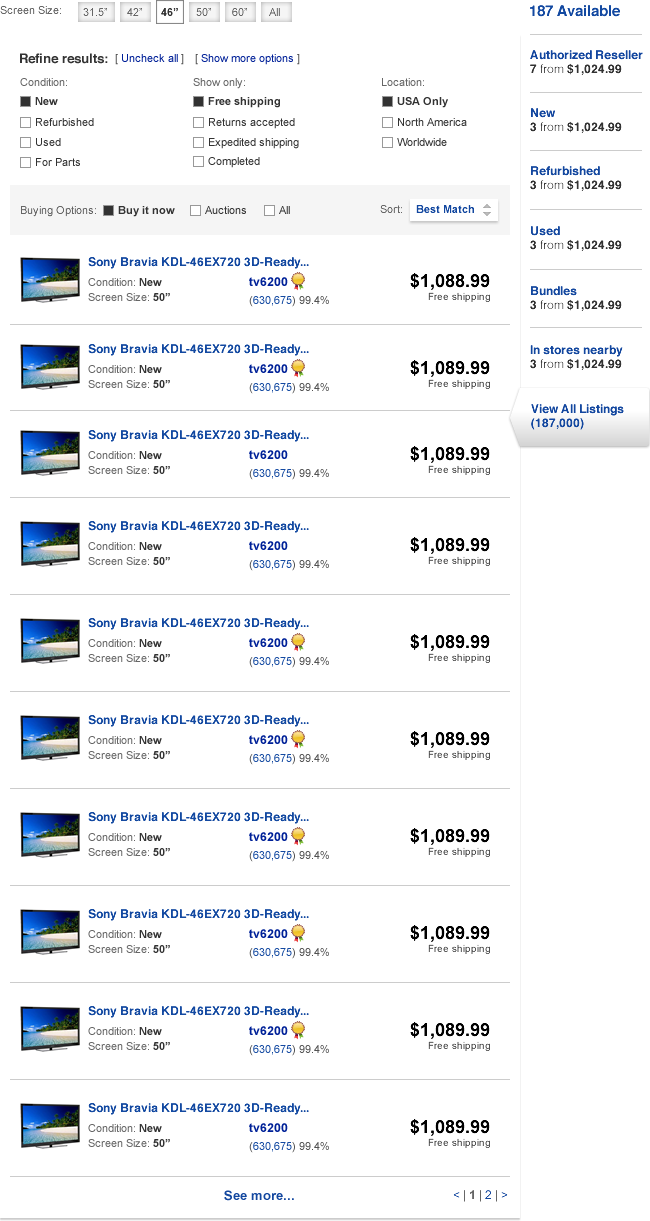 Screen Size: 31.5" 42" 46" 50" 60" All
Refine results: [ Uncheck all ] [ Show more options ]
Condition: Show only: Location:
New Free shipping USA Only
Refurbished Returns accepted North America
Used Expedited shipping Worldwide
For Parts Completed
Buying Options: Buy it now Auctions All Sort: Best Match
Sony Bravia KDL-46EX720 3D-Ready...
Condition: New tv6200 $1,088.99
Screen Size: 50” (630,675) 99.4% Free shipping
Sony Bravia KDL-46EX720 3D-Ready...
Condition: New tv6200 $1,089.99
Screen Size: 50” (630,675) 99.4% Free shipping
Sony Bravia KDL-46EX720 3D-Ready...
Condition: New tv6200 $1,089.99
Screen Size: 50” (630,675) 99.4% Free shipping
Sony Bravia KDL-46EX720 3D-Ready...
Condition: New tv6200 $1,089.99
Screen Size: 50” (630,675) 99.4% Free shipping
Sony Bravia KDL-46EX720 3D-Ready...
Condition: New tv6200 $1,089.99
Screen Size: 50” (630,675) 99.4% Free shipping
Sony Bravia KDL-46EX720 3D-Ready...
Condition: New tv6200 $1,089.99
Screen Size: 50” (630,675) 99.4% Free shipping
Sony Bravia KDL-46EX720 3D-Ready...
Condition: New tv6200 $1,089.99
Screen Size: 50” (630,675) 99.4% Free shipping
Sony Bravia KDL-46EX720 3D-Ready...
Condition: New tv6200 $1,089.99
Screen Size: 50” (630,675) 99.4% Free shipping
Sony Bravia KDL-46EX720 3D-Ready...
Condition: New tv6200 $1,089.99
Screen Size: 50” (630,675) 99.4% Free shipping
Sony Bravia KDL-46EX720 3D-Ready...
Condition: New tv6200 $1,089.99
Screen Size: 50” (630,675) 99.4% Free shipping
See more... < | 1 | 2 | >
187 Available
Authorized Reseller
7 from $1,024.99
New
3 from $1,024.99
Refurbished
3 from $1,024.99
Used
3 from $1,024.99
Bundles
3 from $1,024.99
In stores nearby
3 from $1,024.99
View All Listings
(187,000)